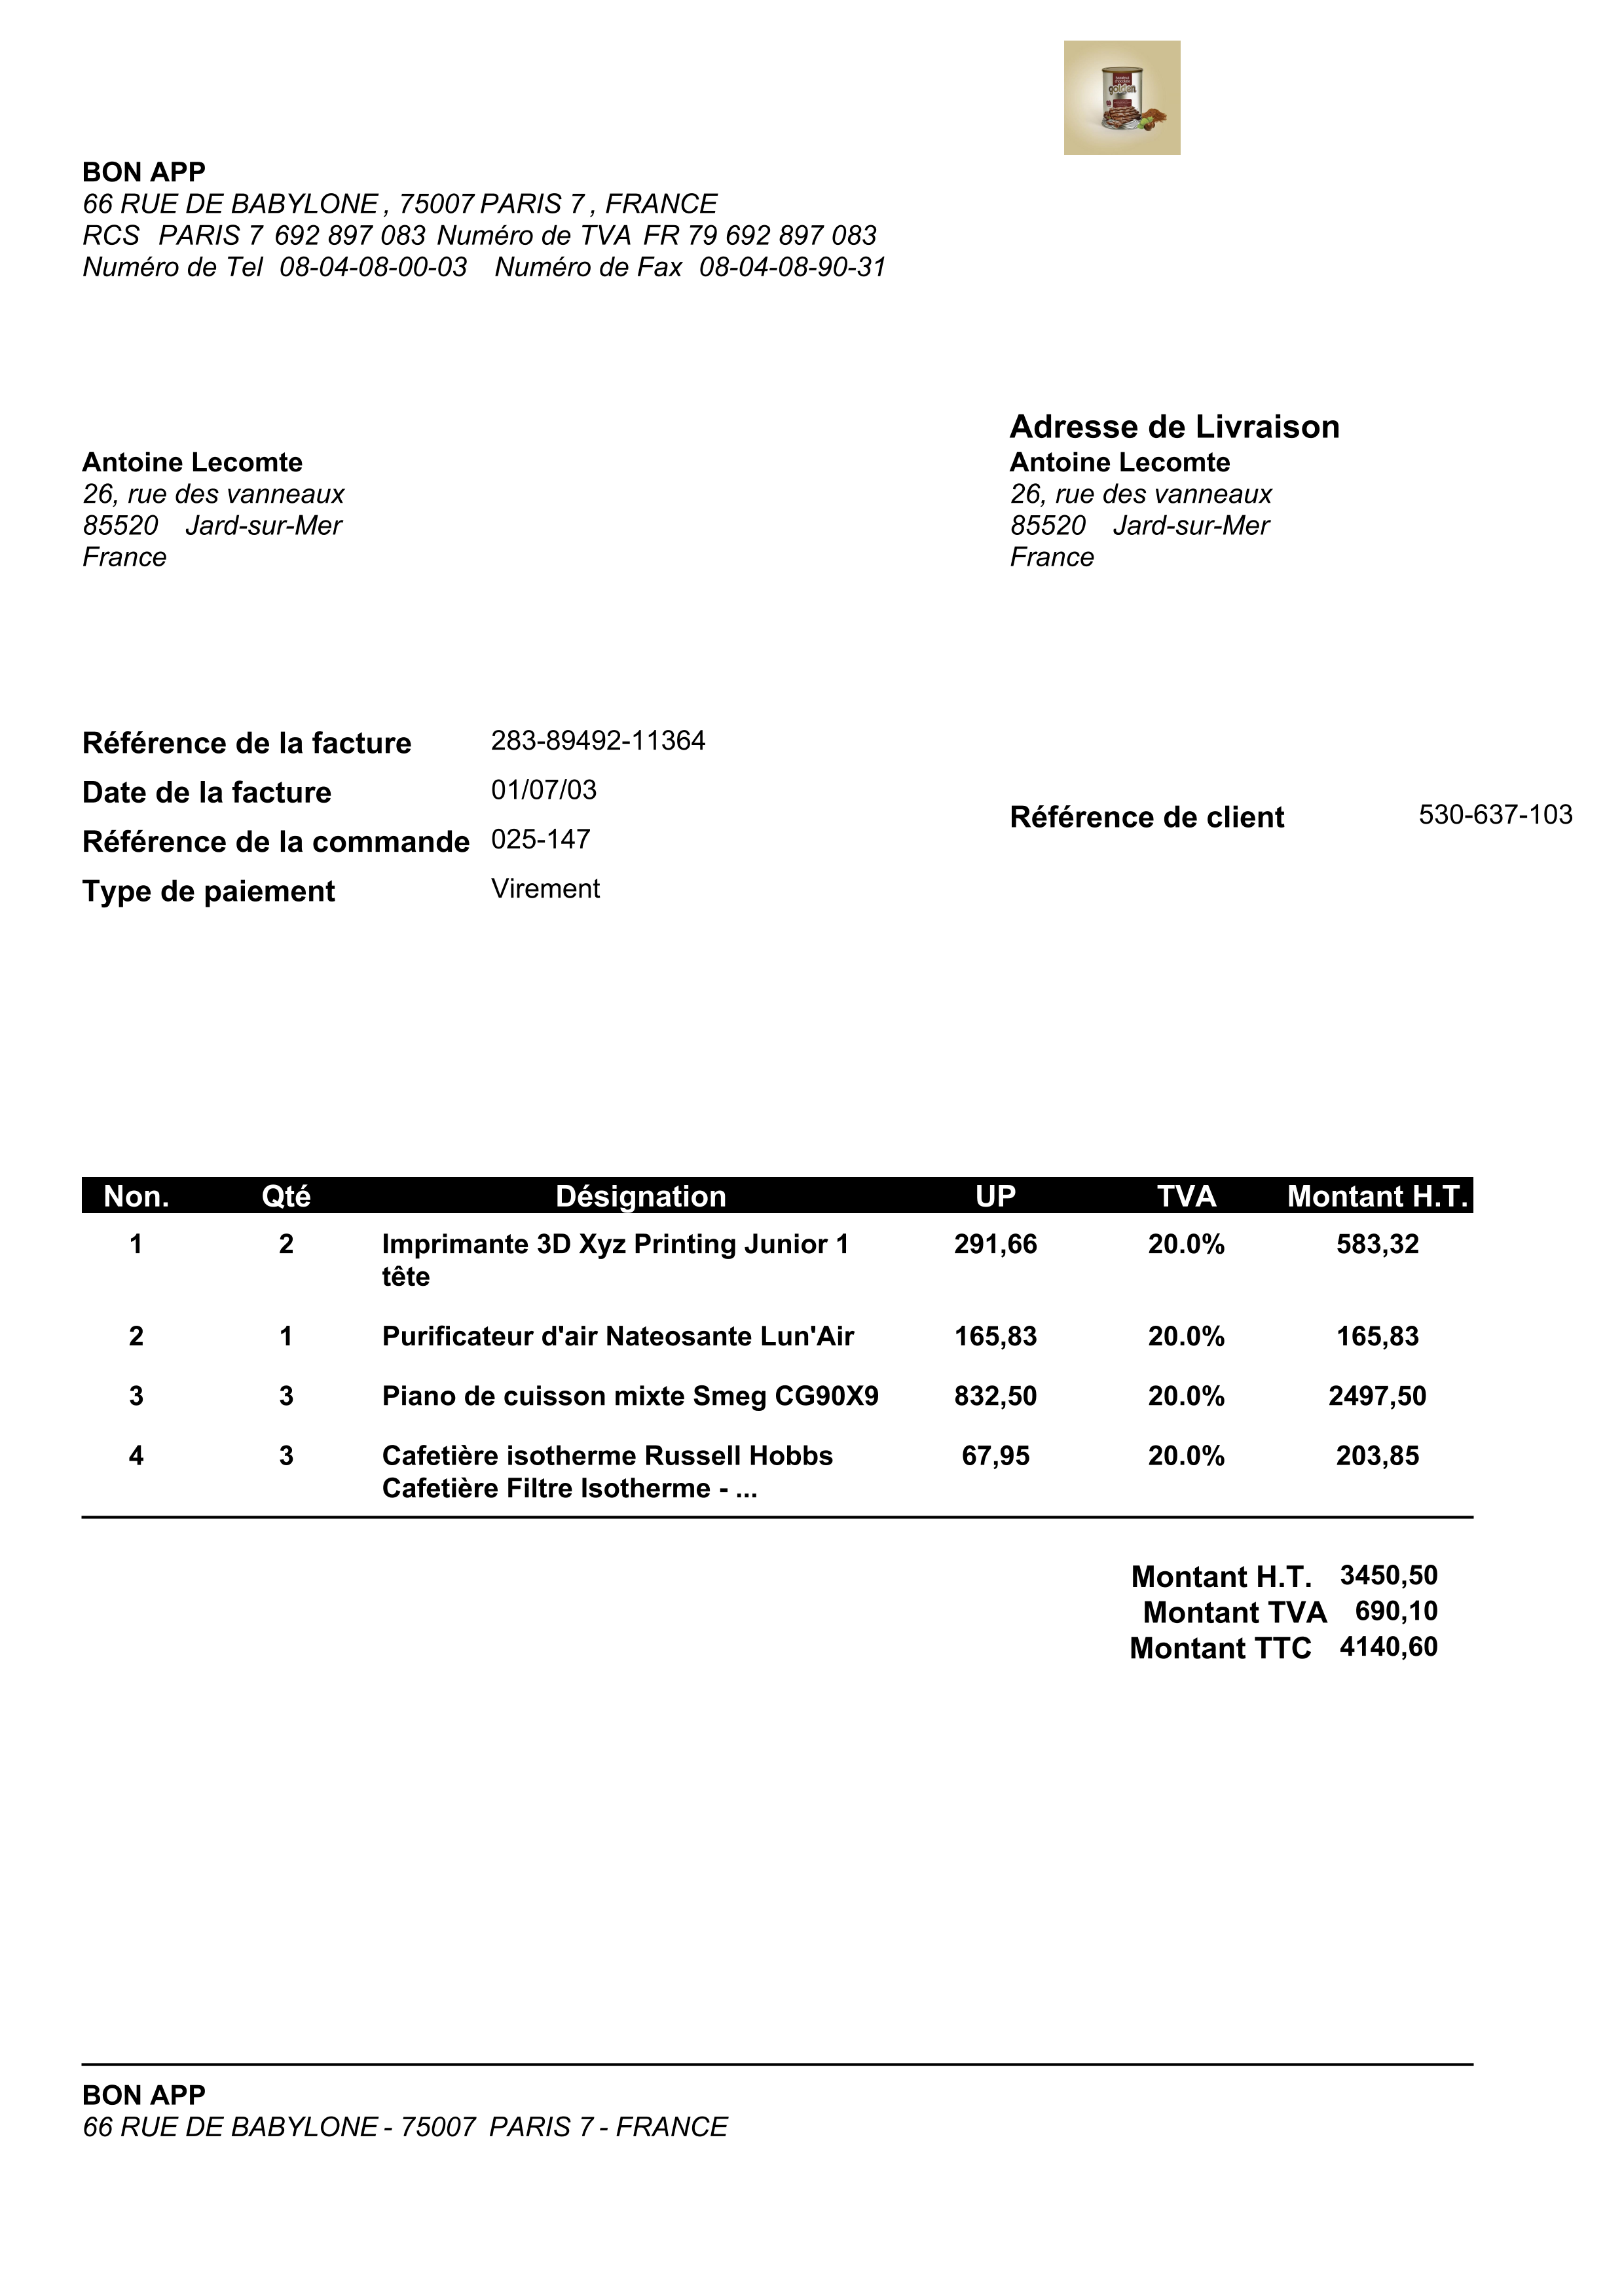 golden
BON APP
66 RUE DE BABYLONE , 75007 PARIS 7 , FRANCE
RCS PARIS 7 692 897 083 Numéro de TVA FR 79 692 897 083
Numéro de Tel 08-04-08-00-03 Numéro de Fax 08-04-08-90-31
Antoine Lecomte
26, rue des vanneaux
85520 Jard-sur-Mer
France
Adresse de Livraison
Antoine Lecomte
26, rue des vanneaux
85520 Jard-sur-Mer
France
Référence de la facture 283-89492-11364
Date de la facture 01/07/03
Référence de la commande 025-147
Type de paiement Virement
Référence de client 530-637-103
Non. Qté Désignation UP TVA Montant H.T.
1 2 Imprimante 3D Xyz Printing Junior 1 291,66 20.0% 583,32
tête
2 1 Purificateur d'air Nateosante Lun'Air 165,83 20.0% 165,83
3 3 Piano de cuisson mixte Smeg CG90X9 832,50 20.0% 2497,50
4 3 Cafetière isotherme Russell Hobbs 67,95 20.0% 203,85
Cafetière Filtre Isotherme - ...
Montant H.T. 3450,50
Montant TVA 690,10
Montant TTC 4140,60
BON APP
66 RUE DE BABYLONE - 75007 PARIS 7 - FRANCE